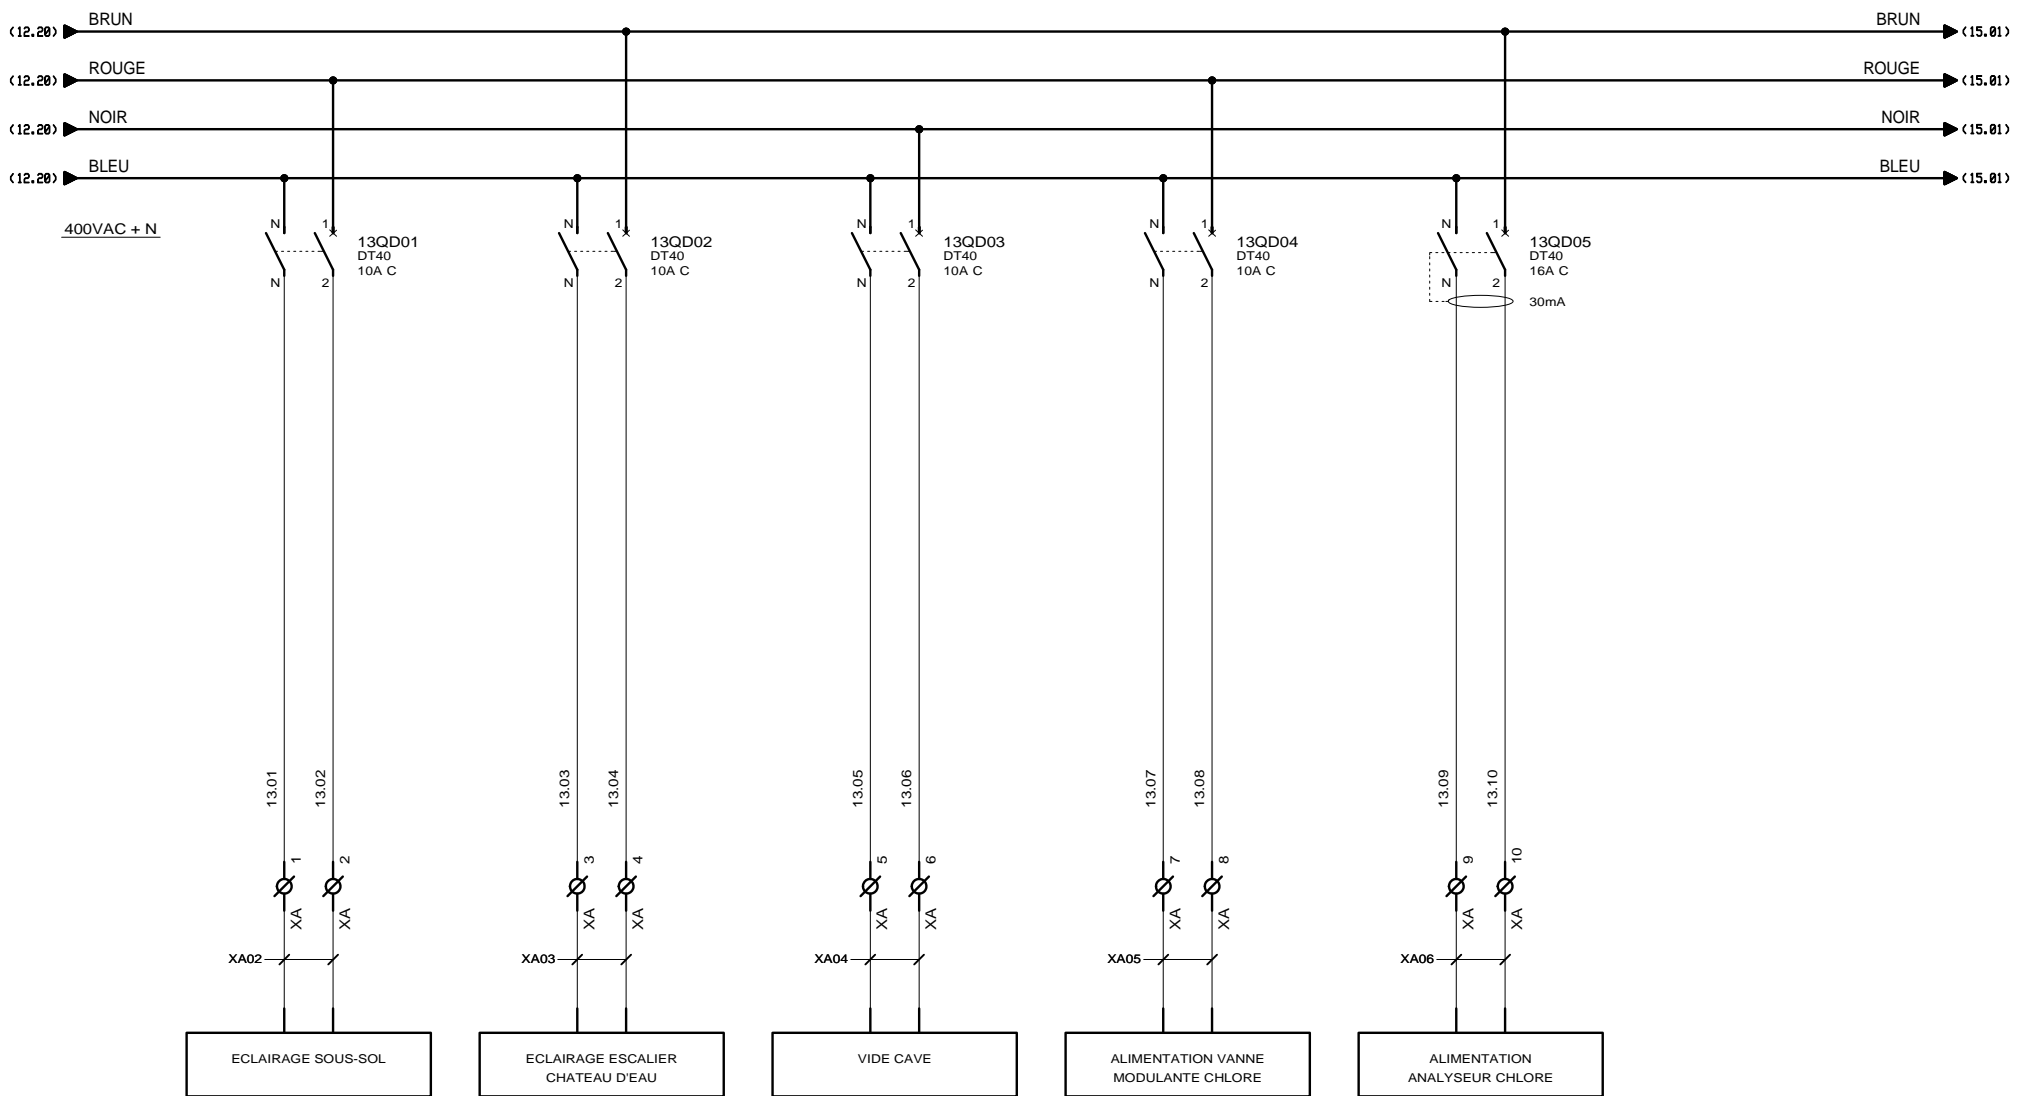 (12.20) BRUN BRUN (15.01)
(12.20) ROUGE ROUGE (15.01)
(12.20) NOIR NOIR (15.01)
(12.20) BLEU BLEU (15.01)
400VAC + N
N 1 N 1 N 1 N 1 N 1
13QD01 13QD02 13QD03 13QD04 13QD05
DT40 DT40 DT40 DT40 DT40
10A C 10A C 10A C 10A C 16A C
N 2 N 2 N 2 N 2 N 2
30mA
13.01 13.02 13.03 13.04 13.05 13.06 13.07 13.08 13.09 13.10
1 2 3 4 5 6 7 8 9 10
XA XA XA XA XA XA XA XA XA XA
XA02 XA03 XA04 XA05 XA06
ECLAIRAGE SOUS-SOL ECLAIRAGE ESCALIER VIDE CAVE ALIMENTATION VANNE ALIMENTATION
CHATEAU D'EAU MODULANTE CHLORE ANALYSEUR CHLORE